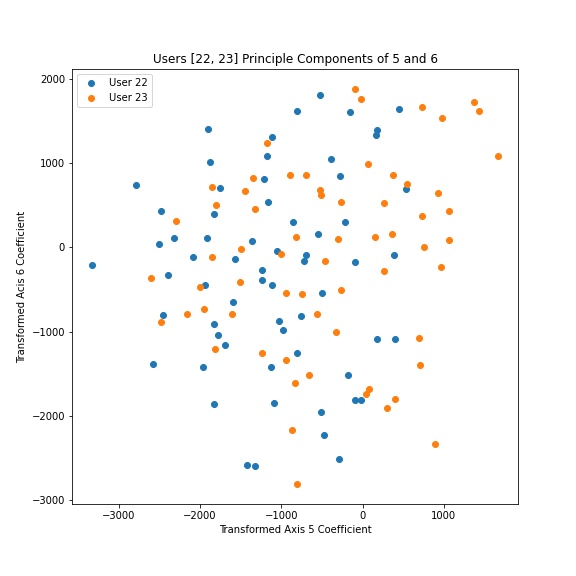 Users [22, 23] Principle Components of 5 and 6
User 22
User 23
Transformed Acis 6 Coefficient
2000
1000
0
−1000
−2000
−3000
−3000 −2000 −1000 0 1000
Transformed Axis 5 Coefficient